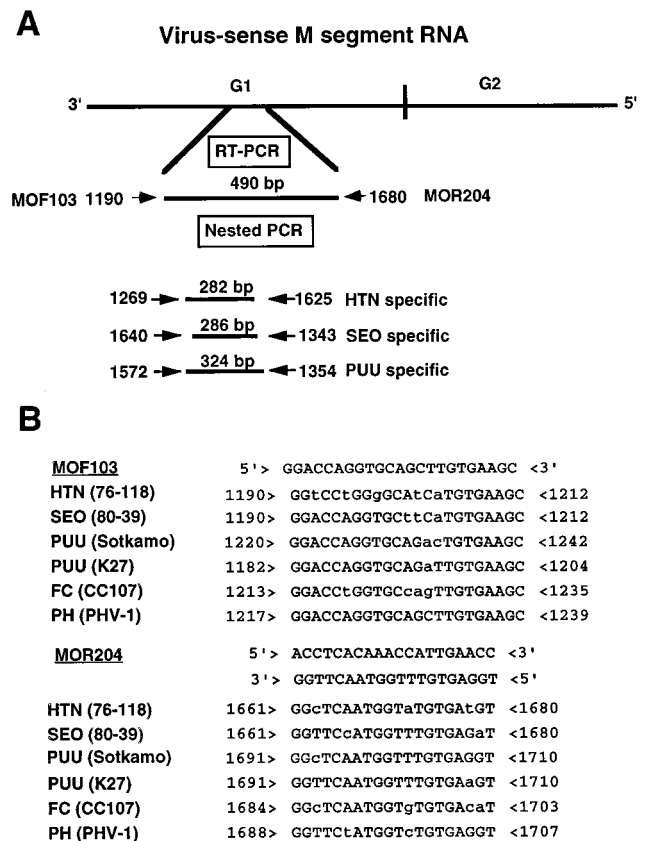 A
Virus-sense M segment RNA
G1
G2
3'
5'
RT-PCR
490 bp
MOF103 1190
1680 MOR204
Nested PCR
1269 282 bp 1625 HTN specific
1640 286 bp 1343 SEO specific
1572 324 bp 1354 PUU specific
B
MOF103 5'> GGACCAGGTGCAGCTTGTGAAGC <3'
HTN (76-118) 1190> GGtCCtGGgGCAtCaTGTGAAGC <1212
SEO (80-39) 1190> GGACCAGGTGCttCaTGTGAAGC <1212
PUU (Sotkamo) 1220> GGACCAGGTGCAGacTGTGAAGC <1242
PUU (K27) 1182> GGACCAGGTGCAGaTTGTGAAGC <1204
FC (CC107) 1213> GGACCtGGTGCcagTTGTGAAGC <1235
PH (PHV-1) 1217> GGACCAGGTGCAGCTTGTGAAGC <1239
MOR204 5'> ACCTCACAAACCATTGAACC <3'
3'> GGTTCAATGGTTTGTGAGGT <5'
HTN (76-118) 1661> GGcTCAATGGTaTGTGAtGT <1680
SEO (80-39) 1661> GGTTCcATGGTTTGTGAGaT <1680
PUU (Sotkamo) 1691> GGcTCAATGGTTTGTGAGGT <1710
PUU (K27) 1691> GGTTCAATGGTTTGTGAaGT <1710
FC (CC107) 1684> GGcTCAATGGTgTGTGAcaT <1703
PH (PHV-1) 1688> GGTTCtATGGTcTGTGAGGT <1707